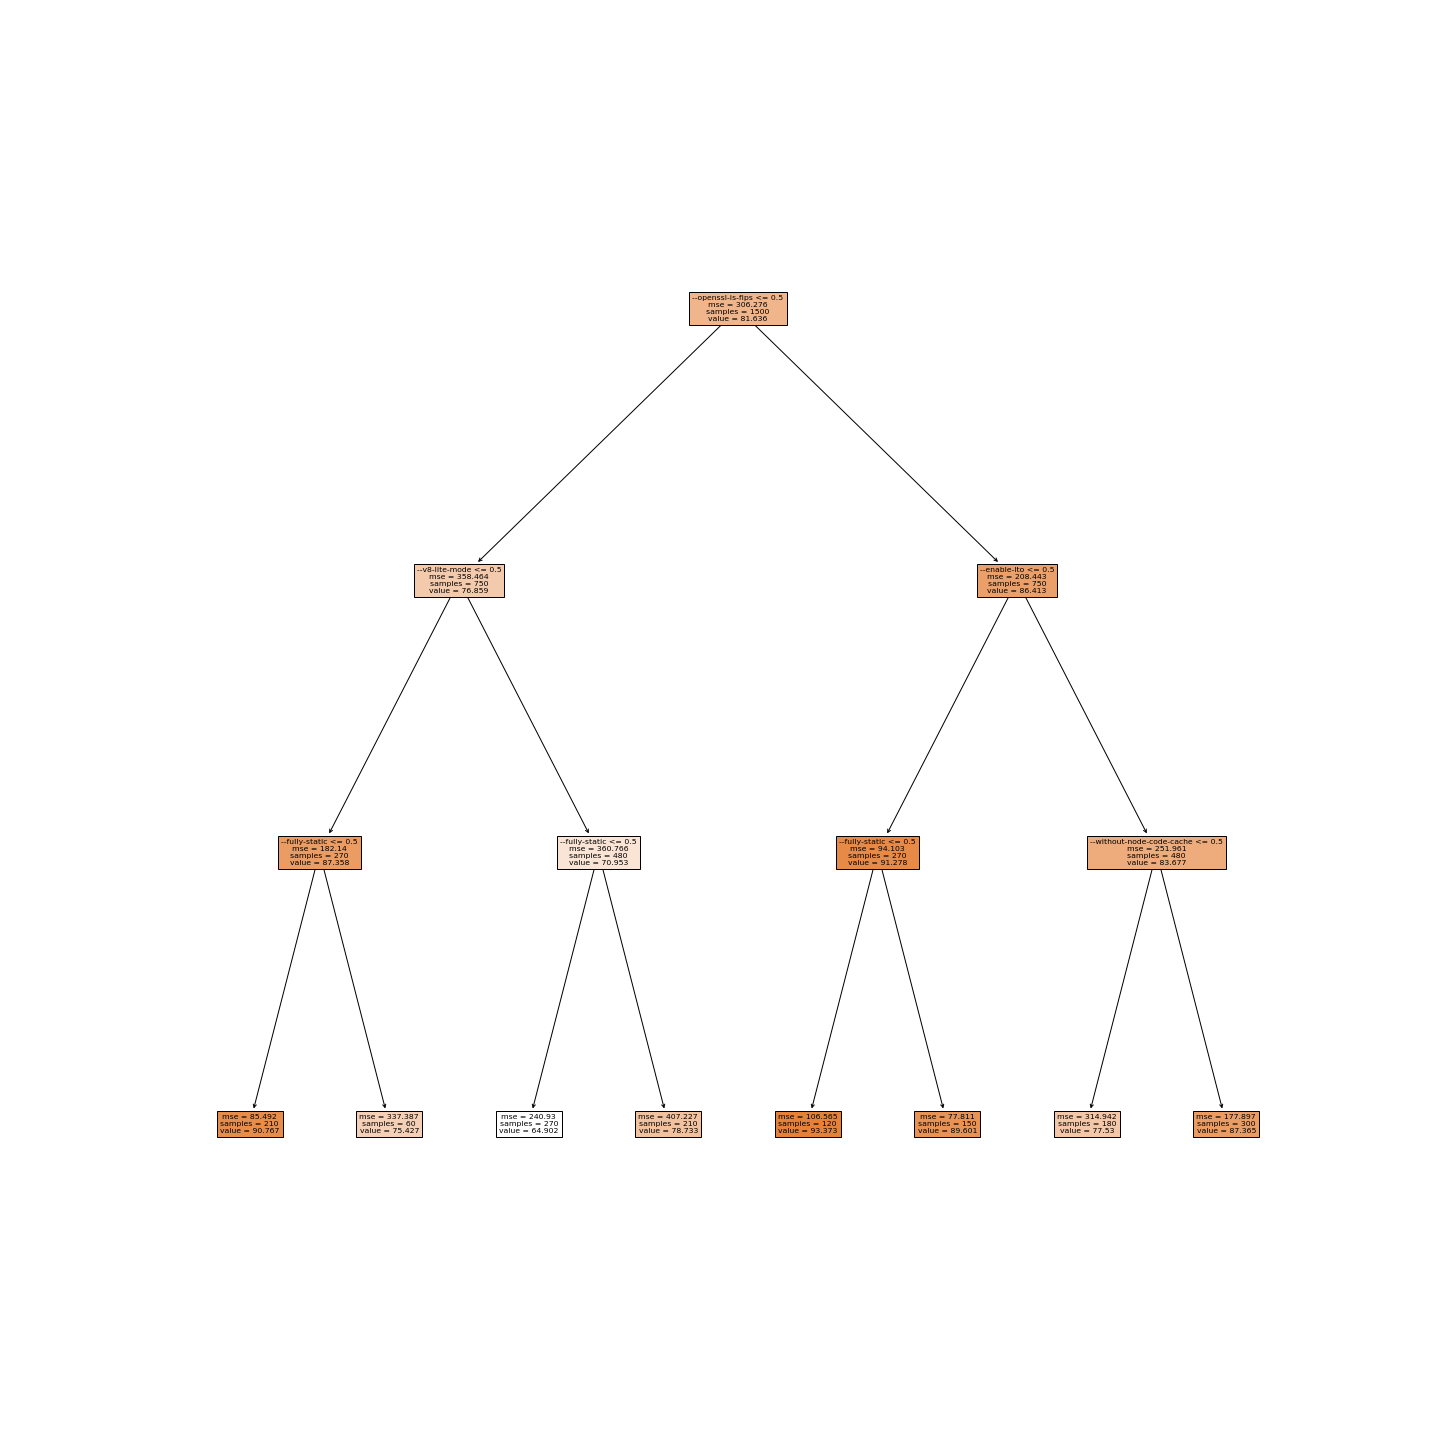 --openssl-is-fips <= 0.5
mse = 306.276
samples = 1500
value = 81.636
--v8-lite-mode <= 0.5
mse = 358.464
samples = 750
value = 76.859
--enable-lto <= 0.5
mse = 208.443
samples = 750
value = 86.413
--fully-static <= 0.5
mse = 182.14
samples = 270
value = 87.358
--fully-static <= 0.5
mse = 360.766
samples = 480
value = 70.953
--fully-static <= 0.5
mse = 94.103
samples = 270
value = 91.278
--without-node-code-cache <= 0.5
mse = 251.961
samples = 480
value = 83.677
mse = 85.492
samples = 210
value = 90.767
mse = 337.387
samples = 60
value = 75.427
mse = 240.93
samples = 270
value = 64.902
mse = 407.227
samples = 210
value = 78.733
mse = 106.565
samples = 120
value = 93.373
mse = 77.811
samples = 150
value = 89.601
mse = 314.942
samples = 180
value = 77.53
mse = 177.897
samples = 300
value = 87.365